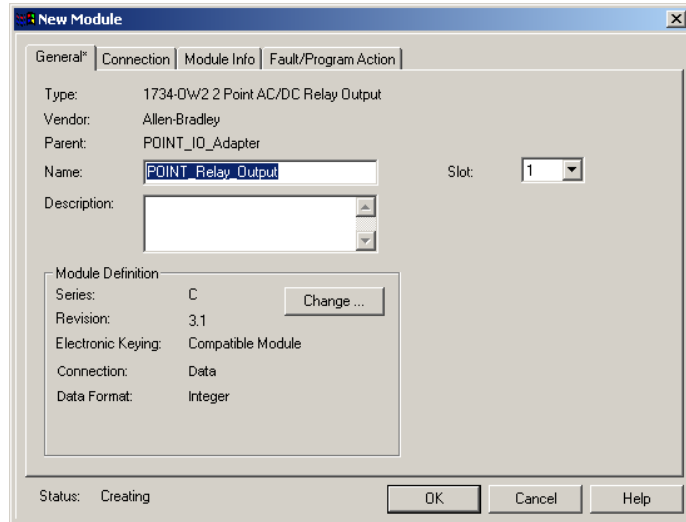 New Module
General* Connection Module Info Fault/Program Action
Type: 1734-OW2 2 Point AC/DC Relay Output
Vendor: Allen-Bradley
Parent: POINT_IO_Adapter
Name: POINT_Relay_Output Slot: 1
Description:
Module Definition
Series: C Change ...
Revision: 3.1
Electronic Keying: Compatible Module
Connection: Data
Data Format: Integer
Status: Creating OK Cancel Help